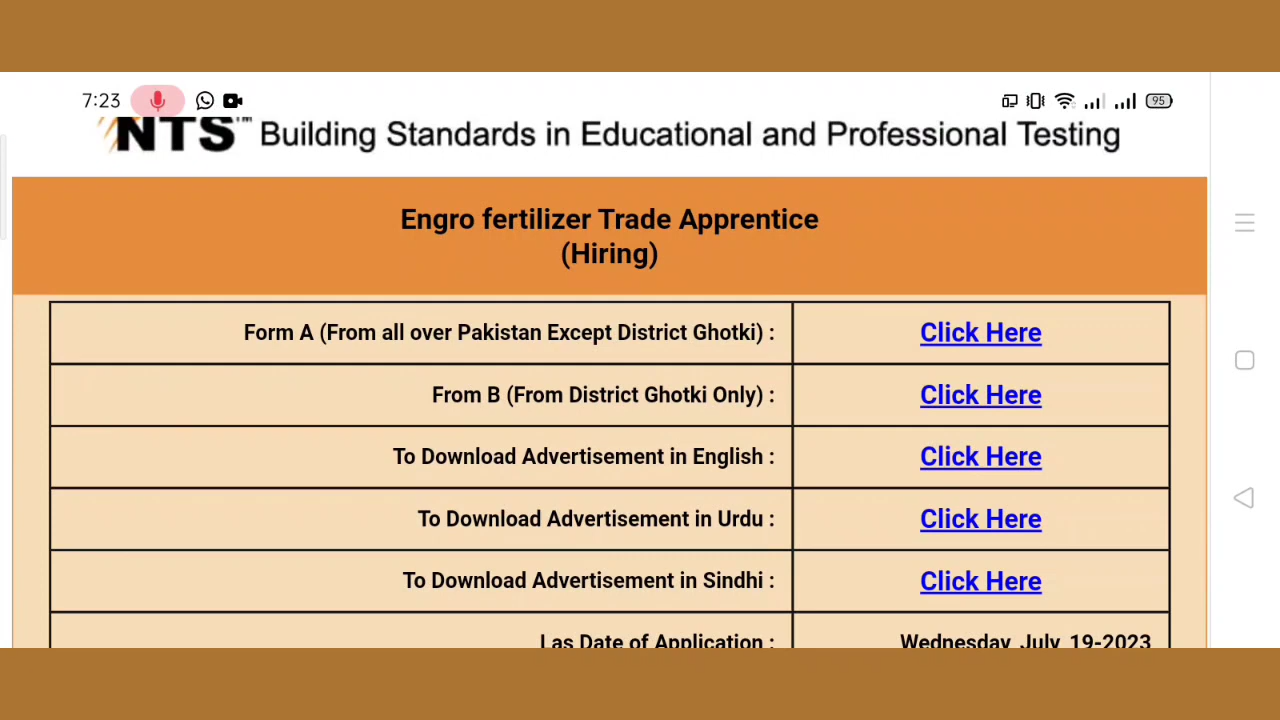 7:23
95
NTS™ Building Standards in Educational and Professional Testing
Engro fertilizer Trade Apprentice
(Hiring)
Form A (From all over Pakistan Except District Ghotki) : Click Here
From B (From District Ghotki Only) : Click Here
To Download Advertisement in English : Click Here
To Download Advertisement in Urdu : Click Here
To Download Advertisement in Sindhi : Click Here
Las Date of Application : Wednesday, July, 19-2023